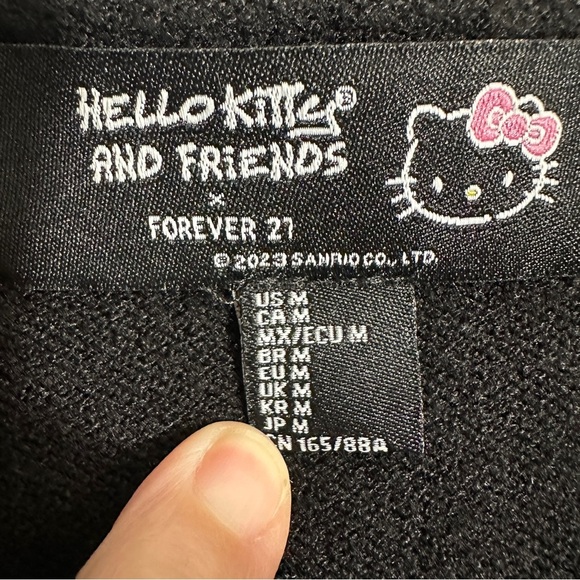 HELLO KiTTY®
AND FRiENDS
×
FOREVER 21
© 2023 SANRIO CO., LTD.
US M
CA M
MX/ECU M
BR M
EU M
UK M
KR M
JP M
CN 165/88A